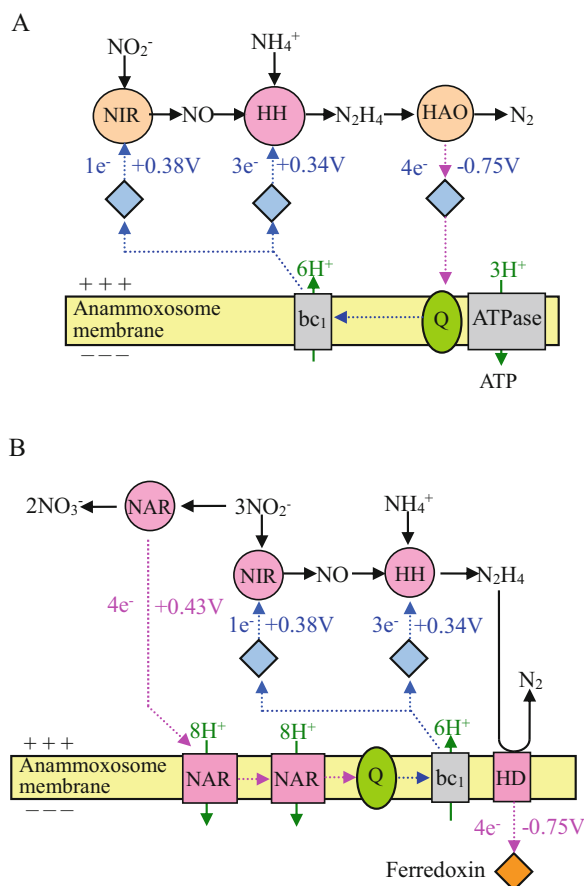 A
NO₂⁻ NH₄⁺
NIR NO HH N₂H₄ HAO N₂
1e⁻ +0.38V 3e⁻ +0.34V 4e⁻ -0.75V
6H⁺ 3H⁺
+ + +
Anammoxosome
membrane
bc₁ Q ATPase
− − −
ATP
B
2NO₃⁻ NAR 3NO₂⁻ NH₄⁺
NIR NO HH N₂H₄
4e⁻ +0.43V 1e⁻ +0.38V 3e⁻ +0.34V
N₂
8H⁺ 8H⁺ 6H⁺
+ + +
Anammoxosome
membrane
NAR NAR Q bc₁ HD
− − −
4e⁻ -0.75V
Ferredoxin